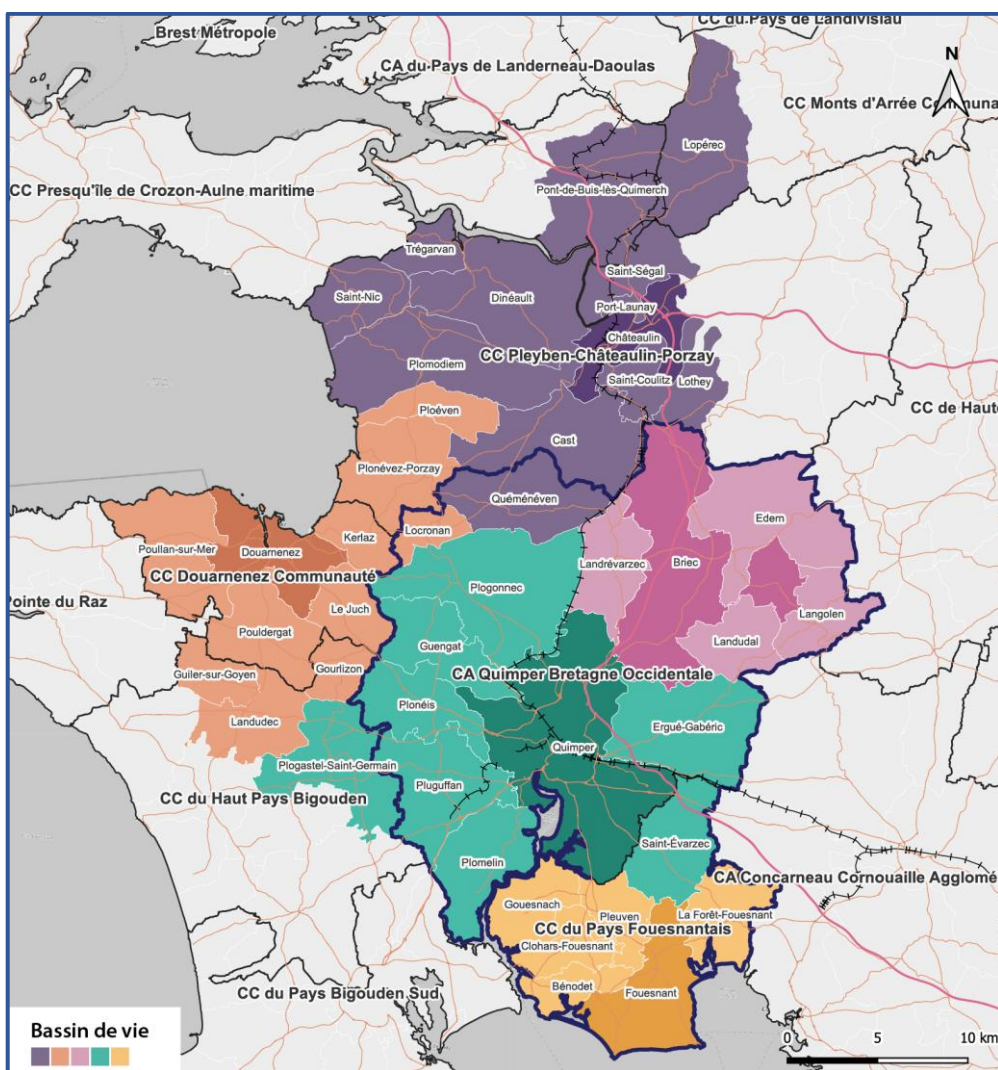 CC du Pays de Landivisiau
Brest Métropole
CA du Pays de Landerneau-Daoulas
N
CC Monts d'Arrée Communa
Lopérec
CC Presqu'île de Crozon-Aulne maritime
Pont-de-Buis-lès-Quimerch
Trégarvan
Saint-Ségal
Saint-Nic
Dinéault
Port-Launay
Châteaulin
CC Pleyben-Châteaulin-Porzay
Plomodiern
Saint-Coulitz
Lothey
Ploéven
CC de Haute
Cast
Plonévez-Porzay
Quéménéven
Edern
Locronan
Kerlaz
Poullan-sur-Mer
Douarnenez
Landrévarzec
Briec
CC Douarnenez Communauté
Plogonnec
Pointe du Raz
Le Juch
Langolen
Pouldergat
Guengat
Landudal
Gourlizon
Guiler-sur-Goyen
CA Quimper Bretagne Occidentale
Plonéis
Landudec
Ergué-Gabéric
Quimper
Plogastel-Saint-Germain
Pluguffan
CC du Haut Pays Bigouden
Saint-Évarzec
Plomelin
CA Concarneau Cornouaille Agglomé
Gouesnach
Pleuven
La Forêt-Fouesnant
CC du Pays Fouesnantais
Clohars-Fouesnant
Bénodet
Fouesnant
CC du Pays Bigouden Sud
Bassin de vie
0 5 10 km